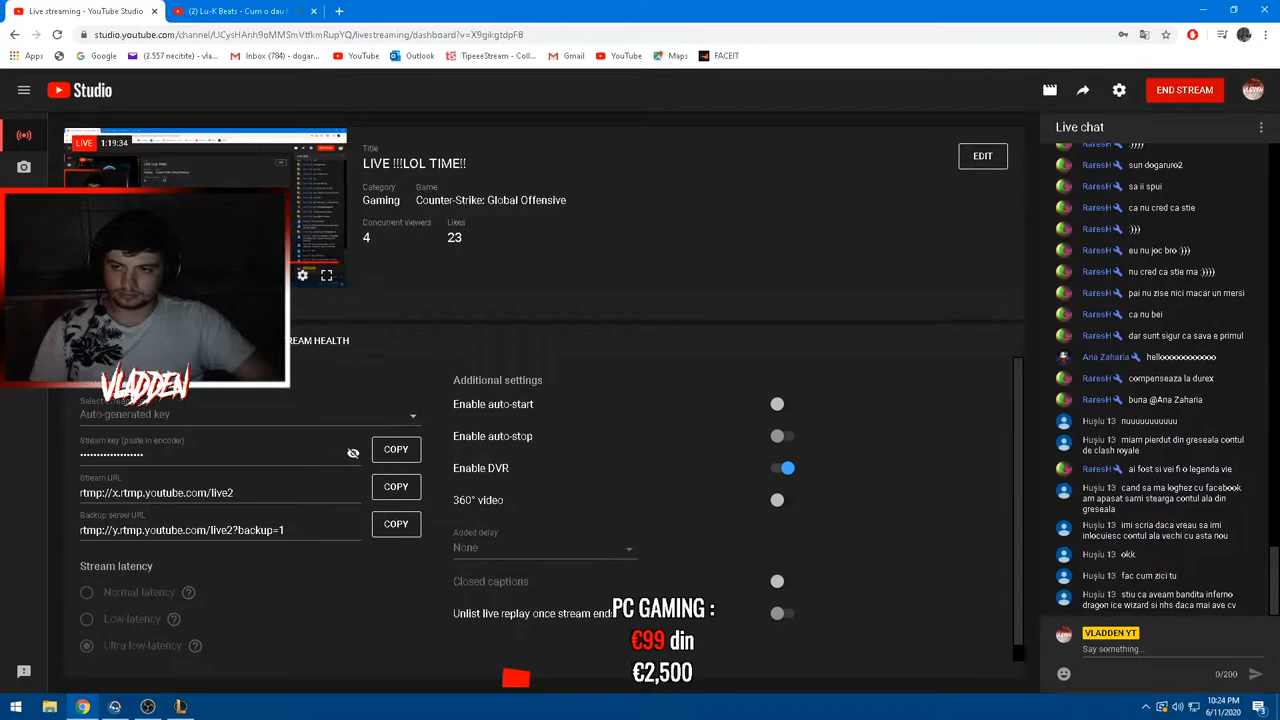 Live streaming - YouTube Studio
(2) Lu-K Beats - Cum o dau
studio.youtube.com/channel/UCysHAnh9oMMSmVtfkmRupYQ/livestreaming/dashboard?v=X9gikgtdpF8
Apps
Google
(2.557 necitite) - vla...
Inbox (784) - dogar...
YouTube
Outlook
TipeeeStream - Coll...
Gmail
YouTube
Maps
FACEIT
Studio
END STREAM
LIVE 1:19:34
Title
LIVE !!!LOL TIME!!
EDIT
Category
Gaming
Game
Counter-Strike: Global Offensive
Concurrent viewers
4
Likes
23
STREAM HEALTH
VLADDEN
Auto-generated key
Stream key (paste in encoder)
COPY
Stream URL
rtmp://x.rtmp.youtube.com/live2
COPY
Backup server URL
rtmp://y.rtmp.youtube.com/live2?backup=1
COPY
Stream latency
Normal latency
Low-latency
Ultra low-latency
Additional settings
Enable auto-start
Enable auto-stop
Enable DVR
360° video
Added delay
None
Closed captions
Unlist live replay once stream ends
PC GAMING :
€99 din
€2,500
Live chat
RaresH :))))
RaresH sun dogaruro2
RaresH sa ii spui
RaresH ca nu cred ca stie
RaresH :)))
RaresH eu nu joc bro :)))
RaresH nu cred ca stie ma :))))
RaresH pai nu zise nici macar un mersi
RaresH ca nu bei
RaresH dar sunt sigur ca sava e primul
Ana Zaharia hellooooooooooo
RaresH compenseaza la durex
RaresH buna @Ana Zaharia
Hușiu 13 nuuuuuuuuuu
Hușiu 13 miam pierdut din greseala contul
de clash royale
RaresH ai fost si vei fi o legenda vie
Hușiu 13 cand sa ma loghez cu facebook
am apasat sami stearga contul ala din
greseala
Hușiu 13 imi scria daca vreau sa imi
inlocuiesc contul ala vechi cu asta nou
Hușiu 13 okk
Hușiu 13 fac cum zici tu
Hușiu 13 stiu ca aveam bandita inferno
dragon ice wizard si nhs daca mai ave cv
VLADDEN YT
Say something...
0/200
10:24 PM
6/11/2020
3